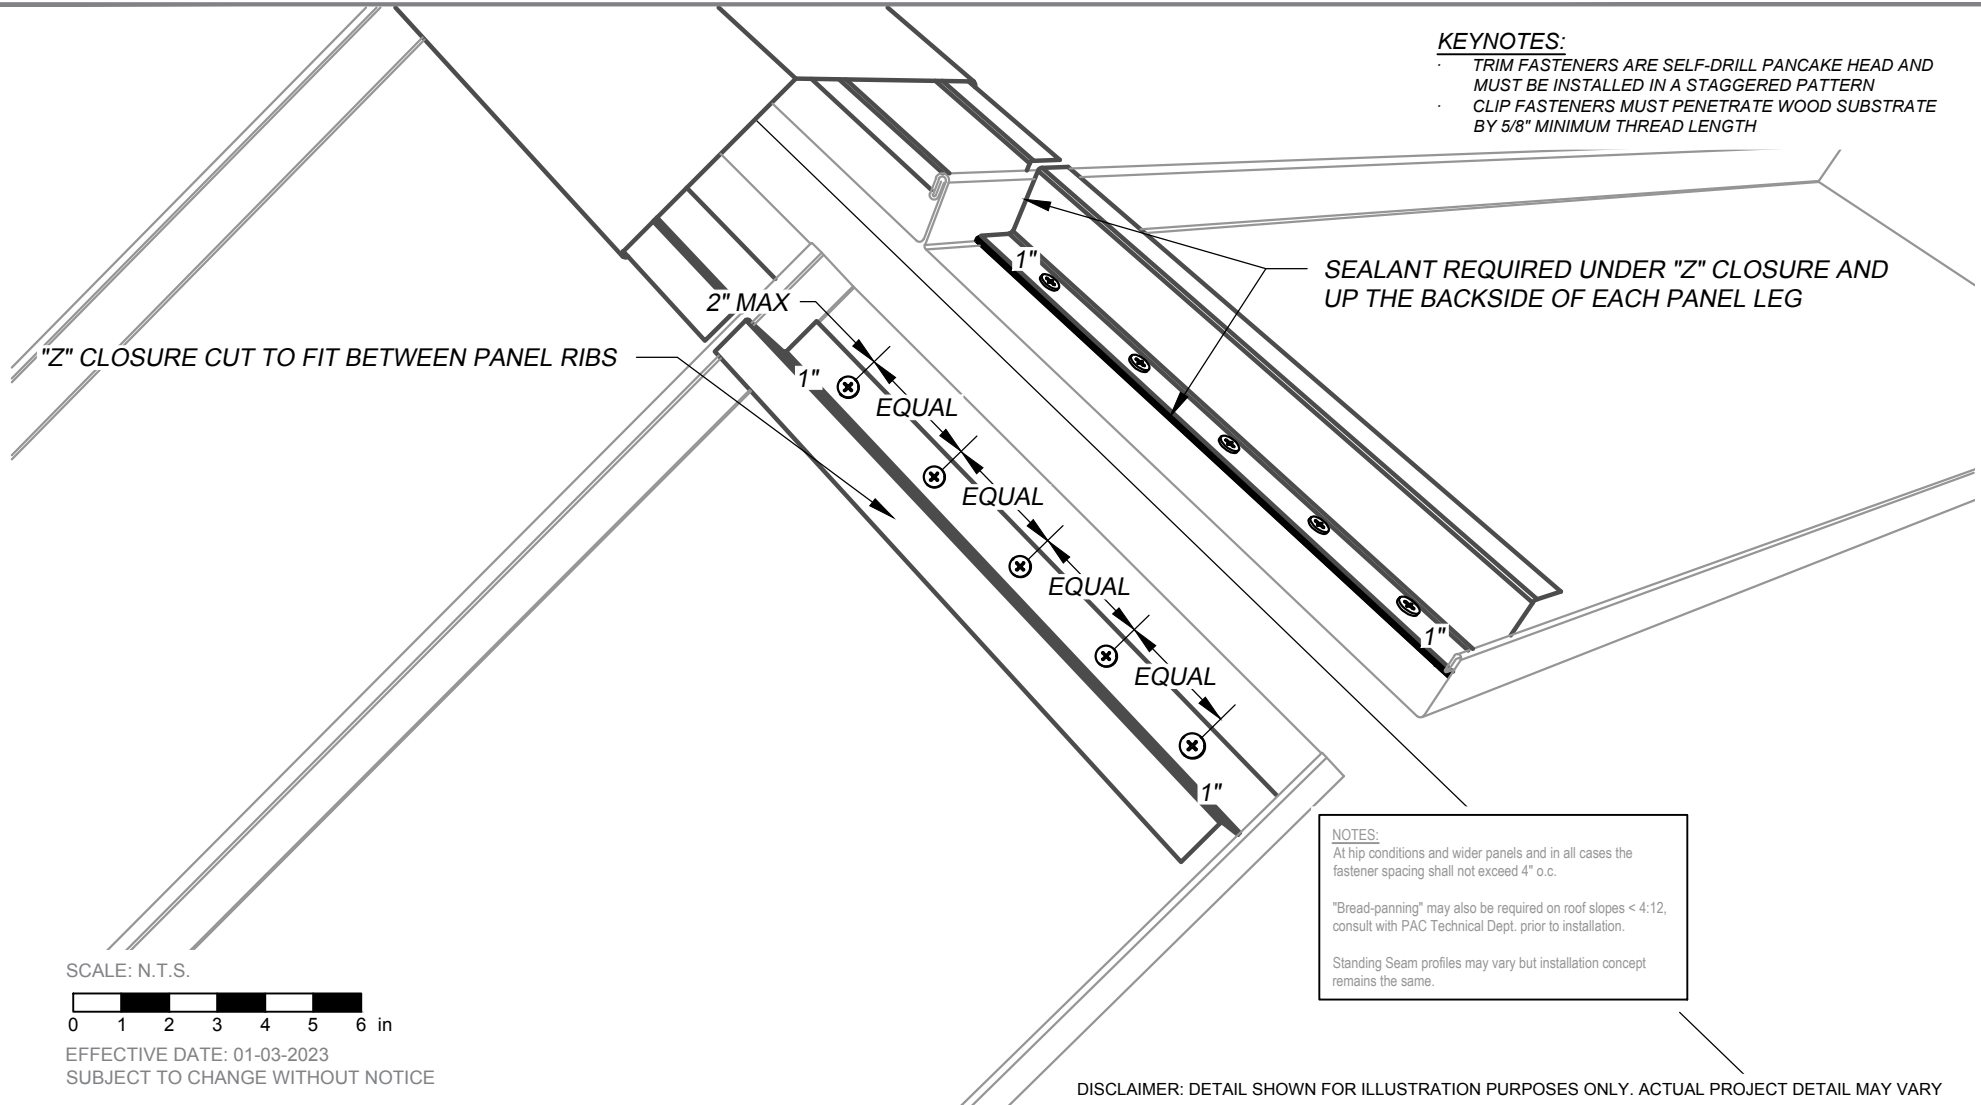 KEYNOTES:
· TRIM FASTENERS ARE SELF-DRILL PANCAKE HEAD AND
MUST BE INSTALLED IN A STAGGERED PATTERN
· CLIP FASTENERS MUST PENETRATE WOOD SUBSTRATE
BY 5/8" MINIMUM THREAD LENGTH
1"
SEALANT REQUIRED UNDER "Z" CLOSURE AND
UP THE BACKSIDE OF EACH PANEL LEG
2" MAX
"Z" CLOSURE CUT TO FIT BETWEEN PANEL RIBS
1"
EQUAL
EQUAL
EQUAL
1"
EQUAL
1"
NOTES:
At hip conditions and wider panels and in all cases the
fastener spacing shall not exceed 4" o.c.
"Bread-panning" may also be required on roof slopes < 4:12,
consult with PAC Technical Dept. prior to installation.
Standing Seam profiles may vary but installation concept
remains the same.
SCALE: N.T.S.
0 1 2 3 4 5 6 in
EFFECTIVE DATE: 01-03-2023
SUBJECT TO CHANGE WITHOUT NOTICE
DISCLAIMER: DETAIL SHOWN FOR ILLUSTRATION PURPOSES ONLY. ACTUAL PROJECT DETAIL MAY VARY